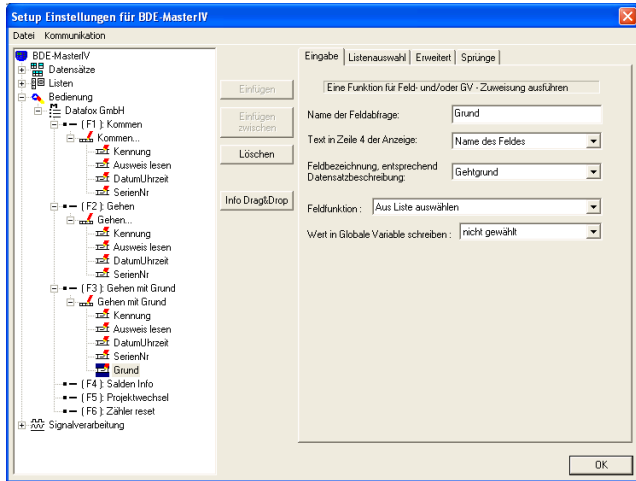 Setup Einstellungen für BDE-MasterIV
Datei Kommunikation
BDE-MasterIV
Datensätze
Listen
Bedienung
Datafox GmbH
( F1 ): Kommen
Kommen...
Kennung
Ausweis lesen
DatumUhrzeit
SerienNr
( F2 ): Gehen
Gehen...
Kennung
Ausweis lesen
DatumUhrzeit
SerienNr
( F3 ): Gehen mit Grund
Gehen mit Grund
Kennung
Ausweis lesen
DatumUhrzeit
SerienNr
Grund
( F4 ): Salden Info
( F5 ): Projektwechsel
( F6 ): Zähler reset
Signalverarbeitung
Einfügen
Einfügen
zwischen
Löschen
Info Drag&Drop
Eingabe Listenauswahl Erweitert Sprünge
Eine Funktion für Feld- und/oder GV - Zuweisung ausführen
Name der Feldabfrage: Grund
Text in Zeile 4 der Anzeige: Name des Feldes
Feldbezeichnung, entsprechend
Datensatzbeschreibung: Gehtgrund
Feldfunktion : Aus Liste auswählen
Wert in Globale Variable schreiben : nicht gewählt
OK